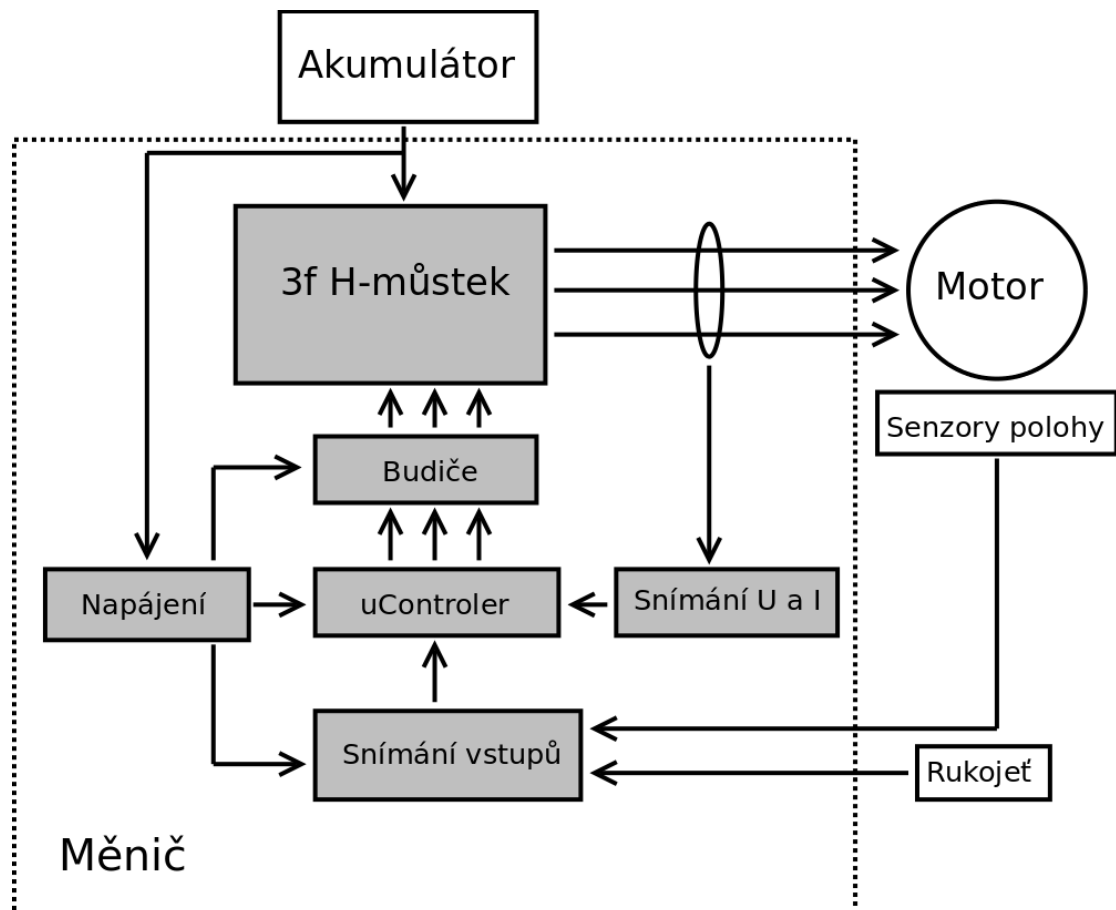 Akumulátor
3f H-můstek
Motor
Senzory polohy
Budiče
Napájení
uControler
Snímání U a I
Snímání vstupů
Rukojeť
Měnič